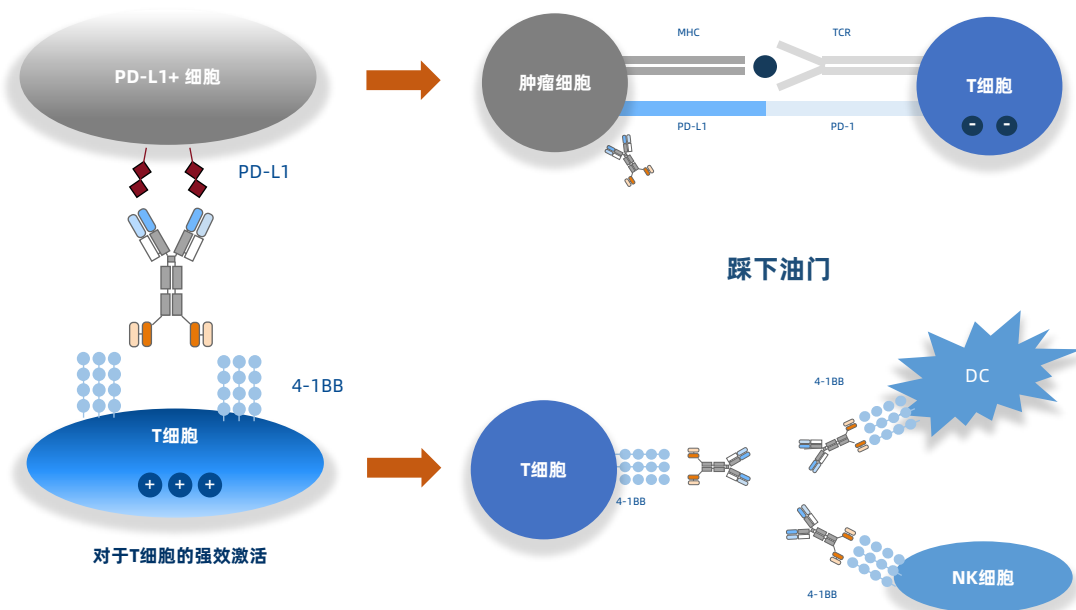 PD-L1+ 细胞
PD-L1
4-1BB
T细胞
+ + +
对于T细胞的强效激活
MHC
TCR
肿瘤细胞
T细胞
- -
PD-L1
PD-1
踩下油门
DC
4-1BB
T细胞
4-1BB
NK细胞
4-1BB